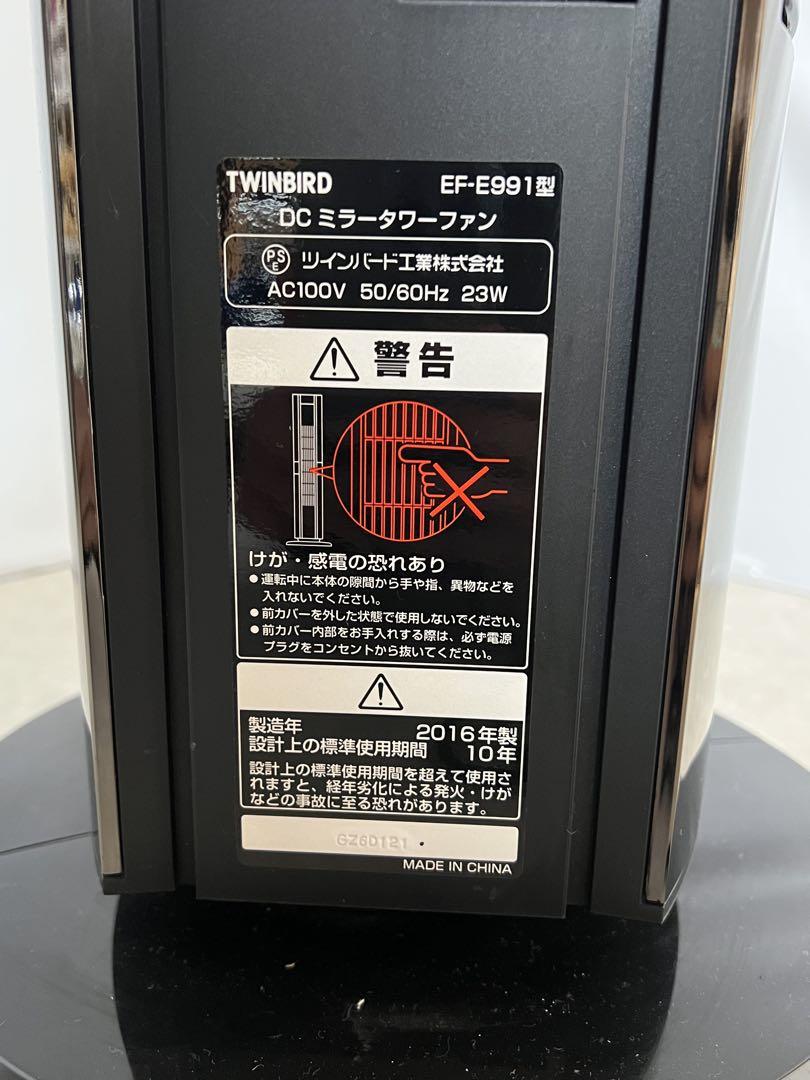 TWINBIRD EF-E991型
DC ミラータワーファン
PSE ツインバード工業株式会社
AC100V 50/60Hz 23W
警告
けが・感電の恐れあり
●運転中に本体の隙間から手や指、異物などを
入れないでください。
●前カバーを外した状態で使用しないでください。
●前カバー内部をお手入れする際は、必ず電源
プラグをコンセントから抜いてください。
製造年 2016年製
設計上の標準使用期間 10年
設計上の標準使用期間を超えて使用さ
れますと、経年劣化による発火・けが
などの事故に至る恐れがあります。
GZ6D121
MADE IN CHINA